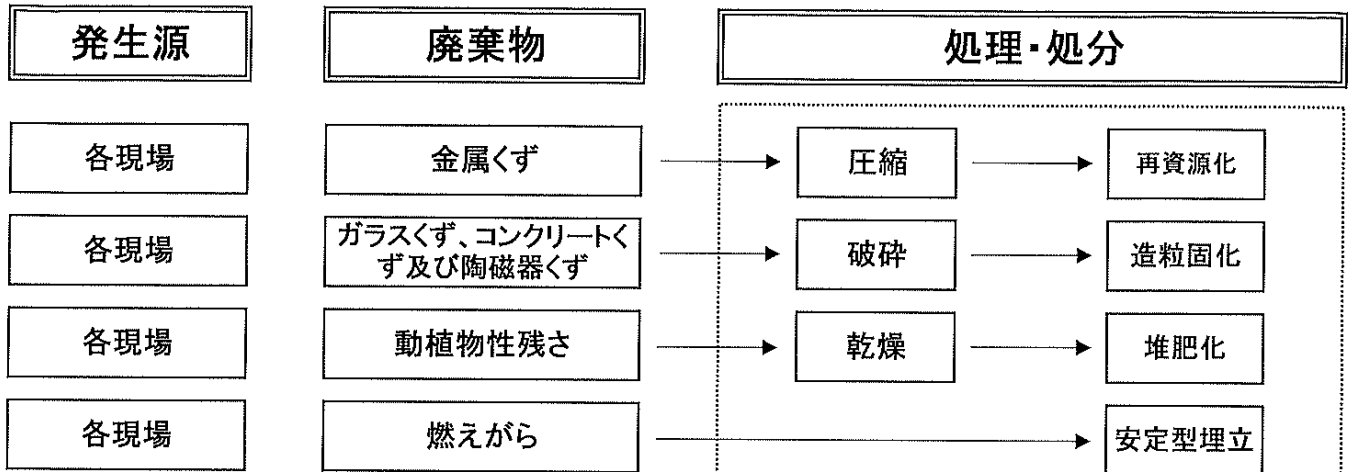 発生源
廃棄物
処理・処分
各現場
金属くず
圧縮
再資源化
各現場
ガラスくず、コンクリートく
ず及び陶磁器くず
破砕
造粒固化
各現場
動植物性残さ
乾燥
堆肥化
各現場
燃えがら
安定型埋立